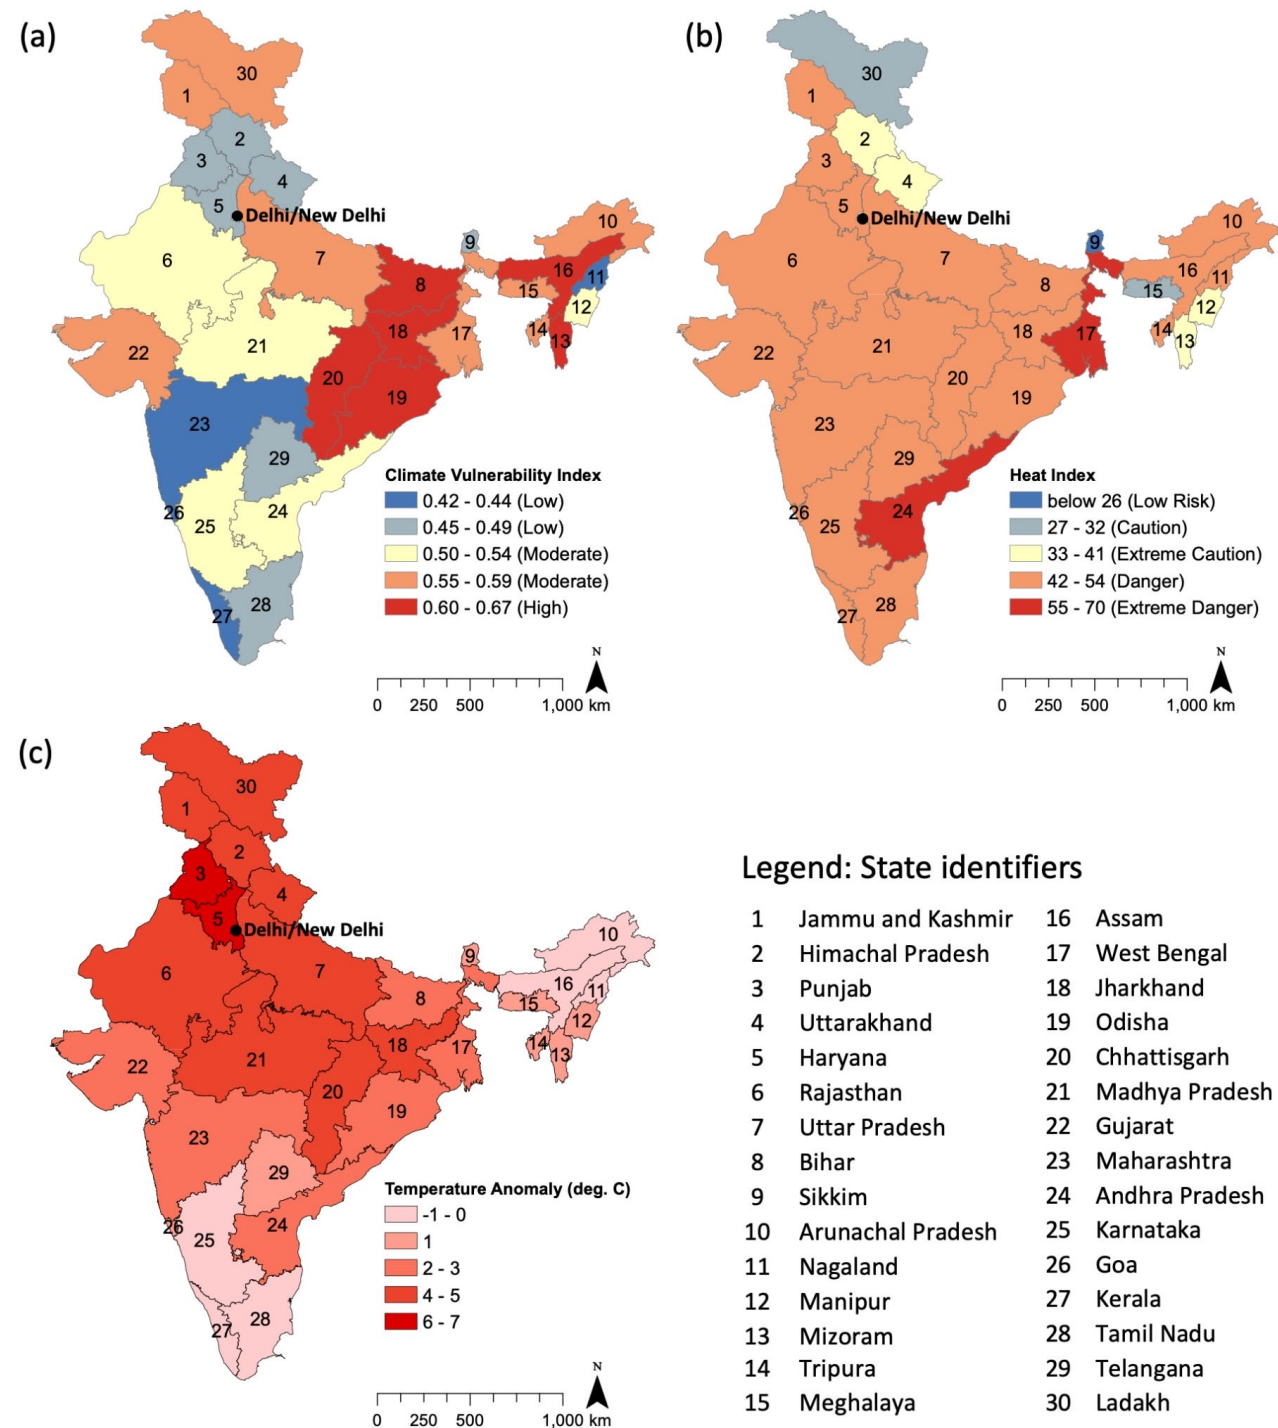 (a)
30
1
2
3
4
5
Delhi/New Delhi
6
7
8
9
10
16
11
15
12
14
13
17
18
21
22
20
19
23
29
26
25
24
27
28
Climate Vulnerability Index
0.42 - 0.44 (Low)
0.45 - 0.49 (Low)
0.50 - 0.54 (Moderate)
0.55 - 0.59 (Moderate)
0.60 - 0.67 (High)
N
0 250 500 1,000 km
(b)
30
1
2
3
4
5
Delhi/New Delhi
6
7
8
9
10
16
11
15
12
14
13
17
18
21
22
20
19
23
29
26
25
24
27
28
Heat Index
below 26 (Low Risk)
27 - 32 (Caution)
33 - 41 (Extreme Caution)
42 - 54 (Danger)
55 - 70 (Extreme Danger)
N
0 250 500 1,000 km
(c)
30
1
2
3
4
5
Delhi/New Delhi
6
7
8
9
10
16
11
15
12
14
13
17
18
21
22
20
19
23
29
26
25
24
27
28
Temperature Anomaly (deg. C)
-1 - 0
1
2 - 3
4 - 5
6 - 7
N
0 250 500 1,000 km
Legend: State identifiers
1 Jammu and Kashmir 16 Assam
2 Himachal Pradesh 17 West Bengal
3 Punjab 18 Jharkhand
4 Uttarakhand 19 Odisha
5 Haryana 20 Chhattisgarh
6 Rajasthan 21 Madhya Pradesh
7 Uttar Pradesh 22 Gujarat
8 Bihar 23 Maharashtra
9 Sikkim 24 Andhra Pradesh
10 Arunachal Pradesh 25 Karnataka
11 Nagaland 26 Goa
12 Manipur 27 Kerala
13 Mizoram 28 Tamil Nadu
14 Tripura 29 Telangana
15 Meghalaya 30 Ladakh